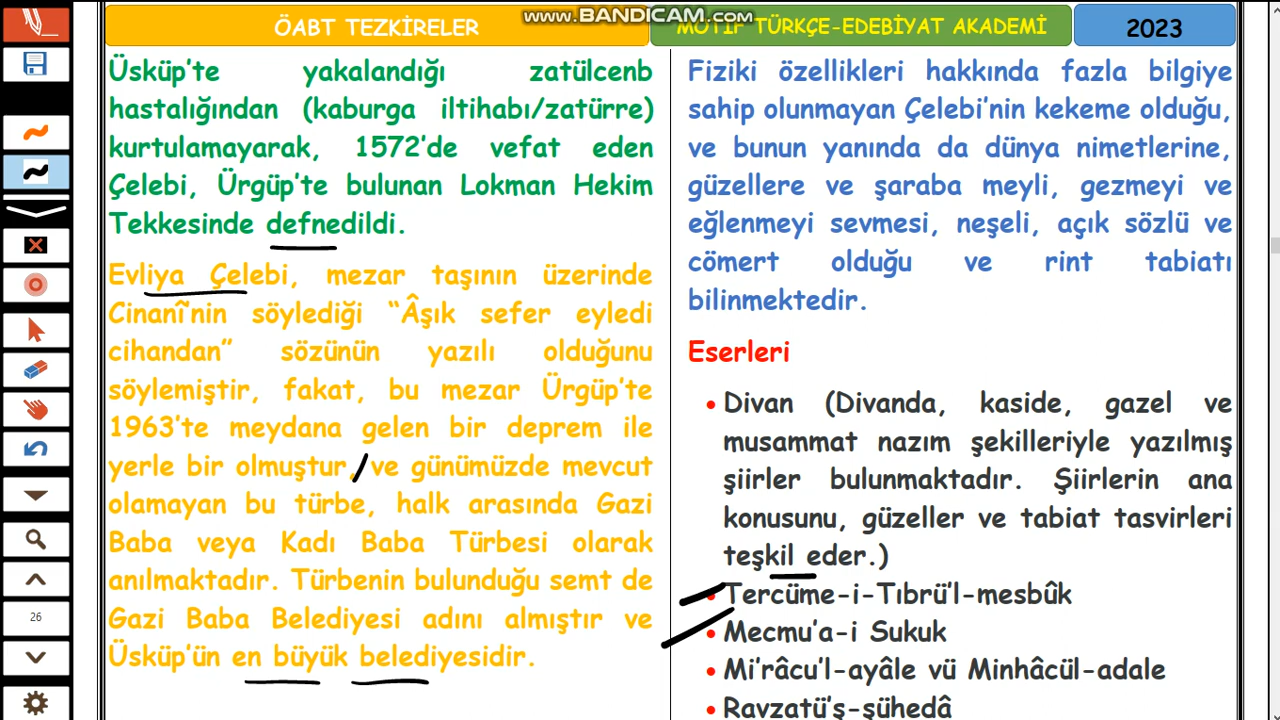 www.BANDICAM.com
ÖABT TEZKİRELER
MOTİF TÜRKÇE-EDEBİYAT AKADEMİ
2023
Üsküp’te yakalandığı zatülcenb
hastalığından (kaburga iltihabı/zatürre)
kurtulamayarak, 1572’de vefat eden
Çelebi, Ürgüp’te bulunan Lokman Hekim
Tekkesinde defnedildi.
Evliya Çelebi, mezar taşının üzerinde
Cinanî’nin söylediği “Âşık sefer eyledi
cihandan” sözünün yazılı olduğunu
söylemiştir, fakat, bu mezar Ürgüp’te
1963’te meydana gelen bir deprem ile
yerle bir olmuştur, ve günümüzde mevcut
olamayan bu türbe, halk arasında Gazi
Baba veya Kadı Baba Türbesi olarak
anılmaktadır. Türbenin bulunduğu semt de
Gazi Baba Belediyesi adını almıştır ve
Üsküp’ün en büyük belediyesidir.
Fiziki özellikleri hakkında fazla bilgiye
sahip olunmayan Çelebi’nin kekeme olduğu,
ve bunun yanında da dünya nimetlerine,
güzellere ve şaraba meyli, gezmeyi ve
eğlenmeyi sevmesi, neşeli, açık sözlü ve
cömert olduğu ve rint tabiatı
bilinmektedir.
Eserleri
• Divan (Divanda, kaside, gazel ve
musammat nazım şekilleriyle yazılmış
şiirler bulunmaktadır. Şiirlerin ana
konusunu, güzeller ve tabiat tasvirleri
teşkil eder.)
• Tercüme-i-Tıbrü’l-mesbûk
• Mecmu’a-i Sukuk
• Mi’râcu’l-ayâle vü Minhâcül-adale
• Ravzatü’ş-şühedâ
26